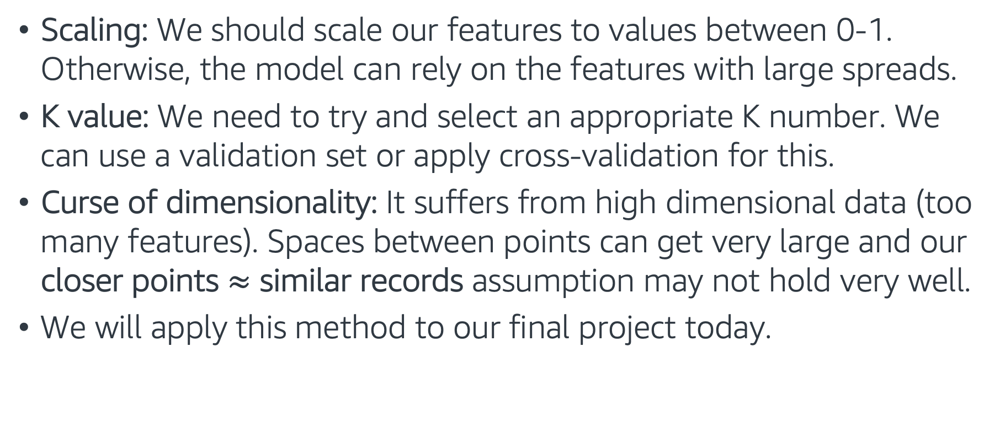 • Scaling: We should scale our features to values between 0-1.
Otherwise, the model can rely on the features with large spreads.
• K value: We need to try and select an appropriate K number. We
can use a validation set or apply cross-validation for this.
• Curse of dimensionality: It suffers from high dimensional data (too
many features). Spaces between points can get very large and our
closer points ≈ similar records assumption may not hold very well.
• We will apply this method to our final project today.